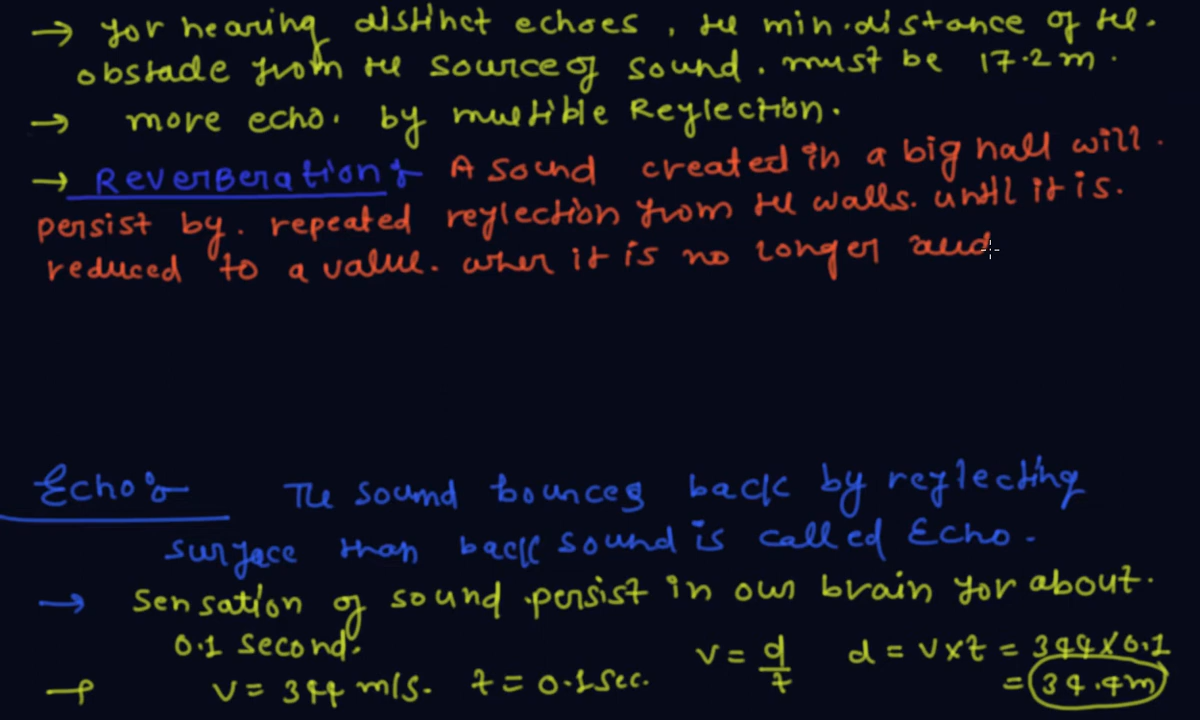 → for hearing distinct echoes, the min. distance of the.
obstacle from the source of sound. must be 17.2 m.
→ more echo. by multible Reflection.
→ Reverberation:- A sound created in a big hall will.
persist by. repeated reflection from the walls. until it is.
reduced to a value. wher it is no longer aud
Echo:- The sound bounces back by reflecting
surface than back sound is called Echo.
→ Sensation of sound persist in our brain for about.
0.1 second.
v = d/t d = v×t = 344×0.1
→ v = 344 m/s. t = 0.1 sec. = 34.4m